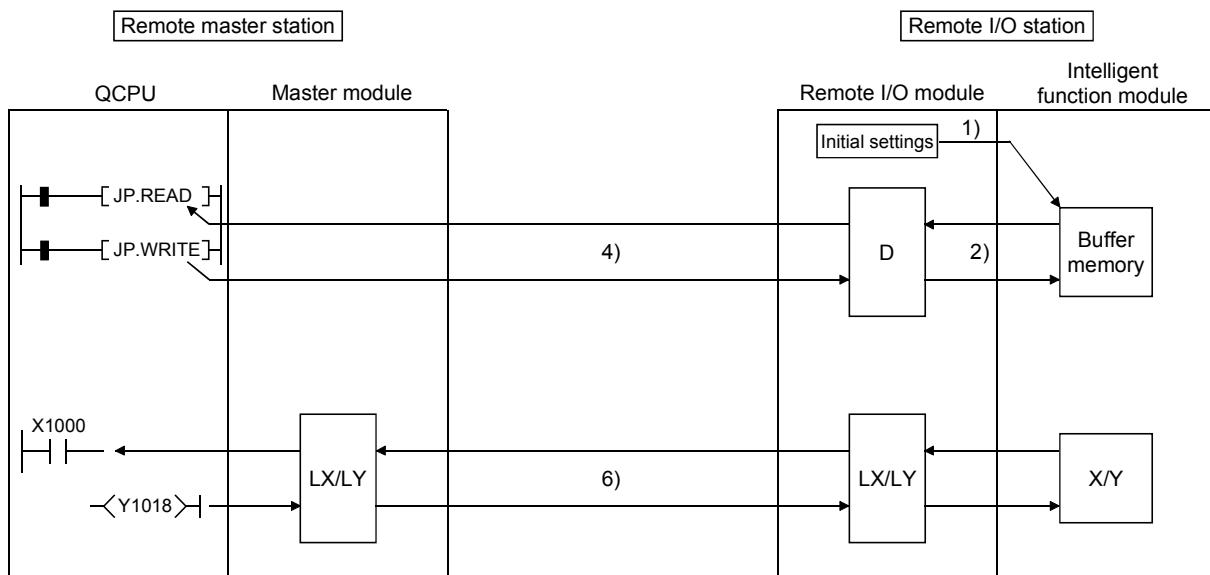 Remote master station
Remote I/O station
QCPU
Master module
Remote I/O module
Intelligent
function module
Initial settings
1)
JP.READ
JP.WRITE
4)
D
2)
Buffer
memory
X1000
LX/LY
6)
LX/LY
X/Y
Y1018